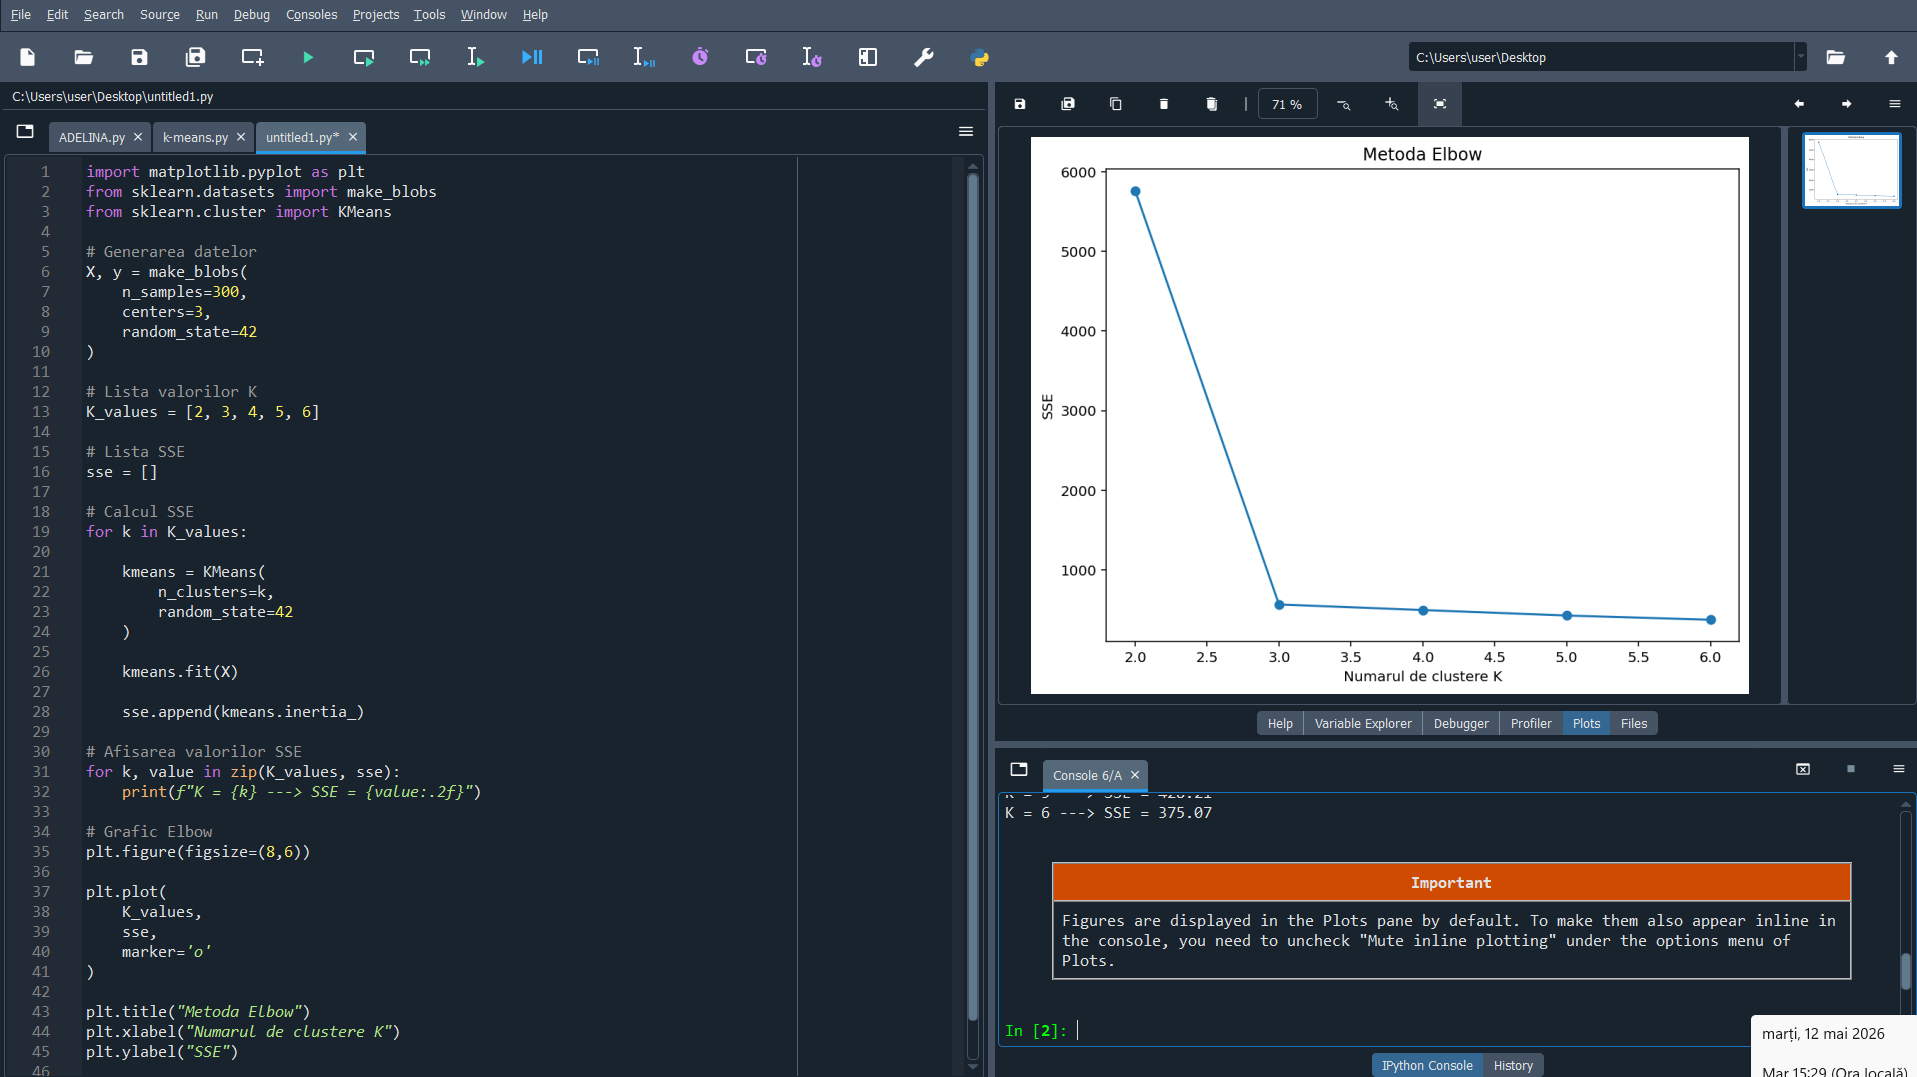 File Edit Search Source Run Debug Consoles Projects Tools Window Help
C:\Users\user\Desktop
C:\Users\user\Desktop\untitled1.py
ADELINA.py
k-means.py
untitled1.py*
1 import matplotlib.pyplot as plt
2 from sklearn.datasets import make_blobs
3 from sklearn.cluster import KMeans
4
5 # Generarea datelor
6 X, y = make_blobs(
7 n_samples=300,
8 centers=3,
9 random_state=42
10 )
11
12 # Lista valorilor K
13 K_values = [2, 3, 4, 5, 6]
14
15 # Lista SSE
16 sse = []
17
18 # Calcul SSE
19 for k in K_values:
20
21 kmeans = KMeans(
22 n_clusters=k,
23 random_state=42
24 )
25
26 kmeans.fit(X)
27
28 sse.append(kmeans.inertia_)
29
30 # Afisarea valorilor SSE
31 for k, value in zip(K_values, sse):
32 print(f"K = {k} ---> SSE = {value:.2f}")
33
34 # Grafic Elbow
35 plt.figure(figsize=(8,6))
36
37 plt.plot(
38 K_values,
39 sse,
40 marker='o'
41 )
42
43 plt.title("Metoda Elbow")
44 plt.xlabel("Numarul de clustere K")
45 plt.ylabel("SSE")
46
71 %
Metoda Elbow
6000
5000
4000
3000
2000
1000
SSE
2.0 2.5 3.0 3.5 4.0 4.5 5.0 5.5 6.0
Numarul de clustere K
Help Variable Explorer Debugger Profiler Plots Files
Console 6/A
K = 6 ---> SSE = 375.07
Important
Figures are displayed in the Plots pane by default. To make them also appear inline in
the console, you need to uncheck "Mute inline plotting" under the options menu of
Plots.
In [2]:
IPython Console History
marți, 12 mai 2026
Mar 15:29 (Ora locală)